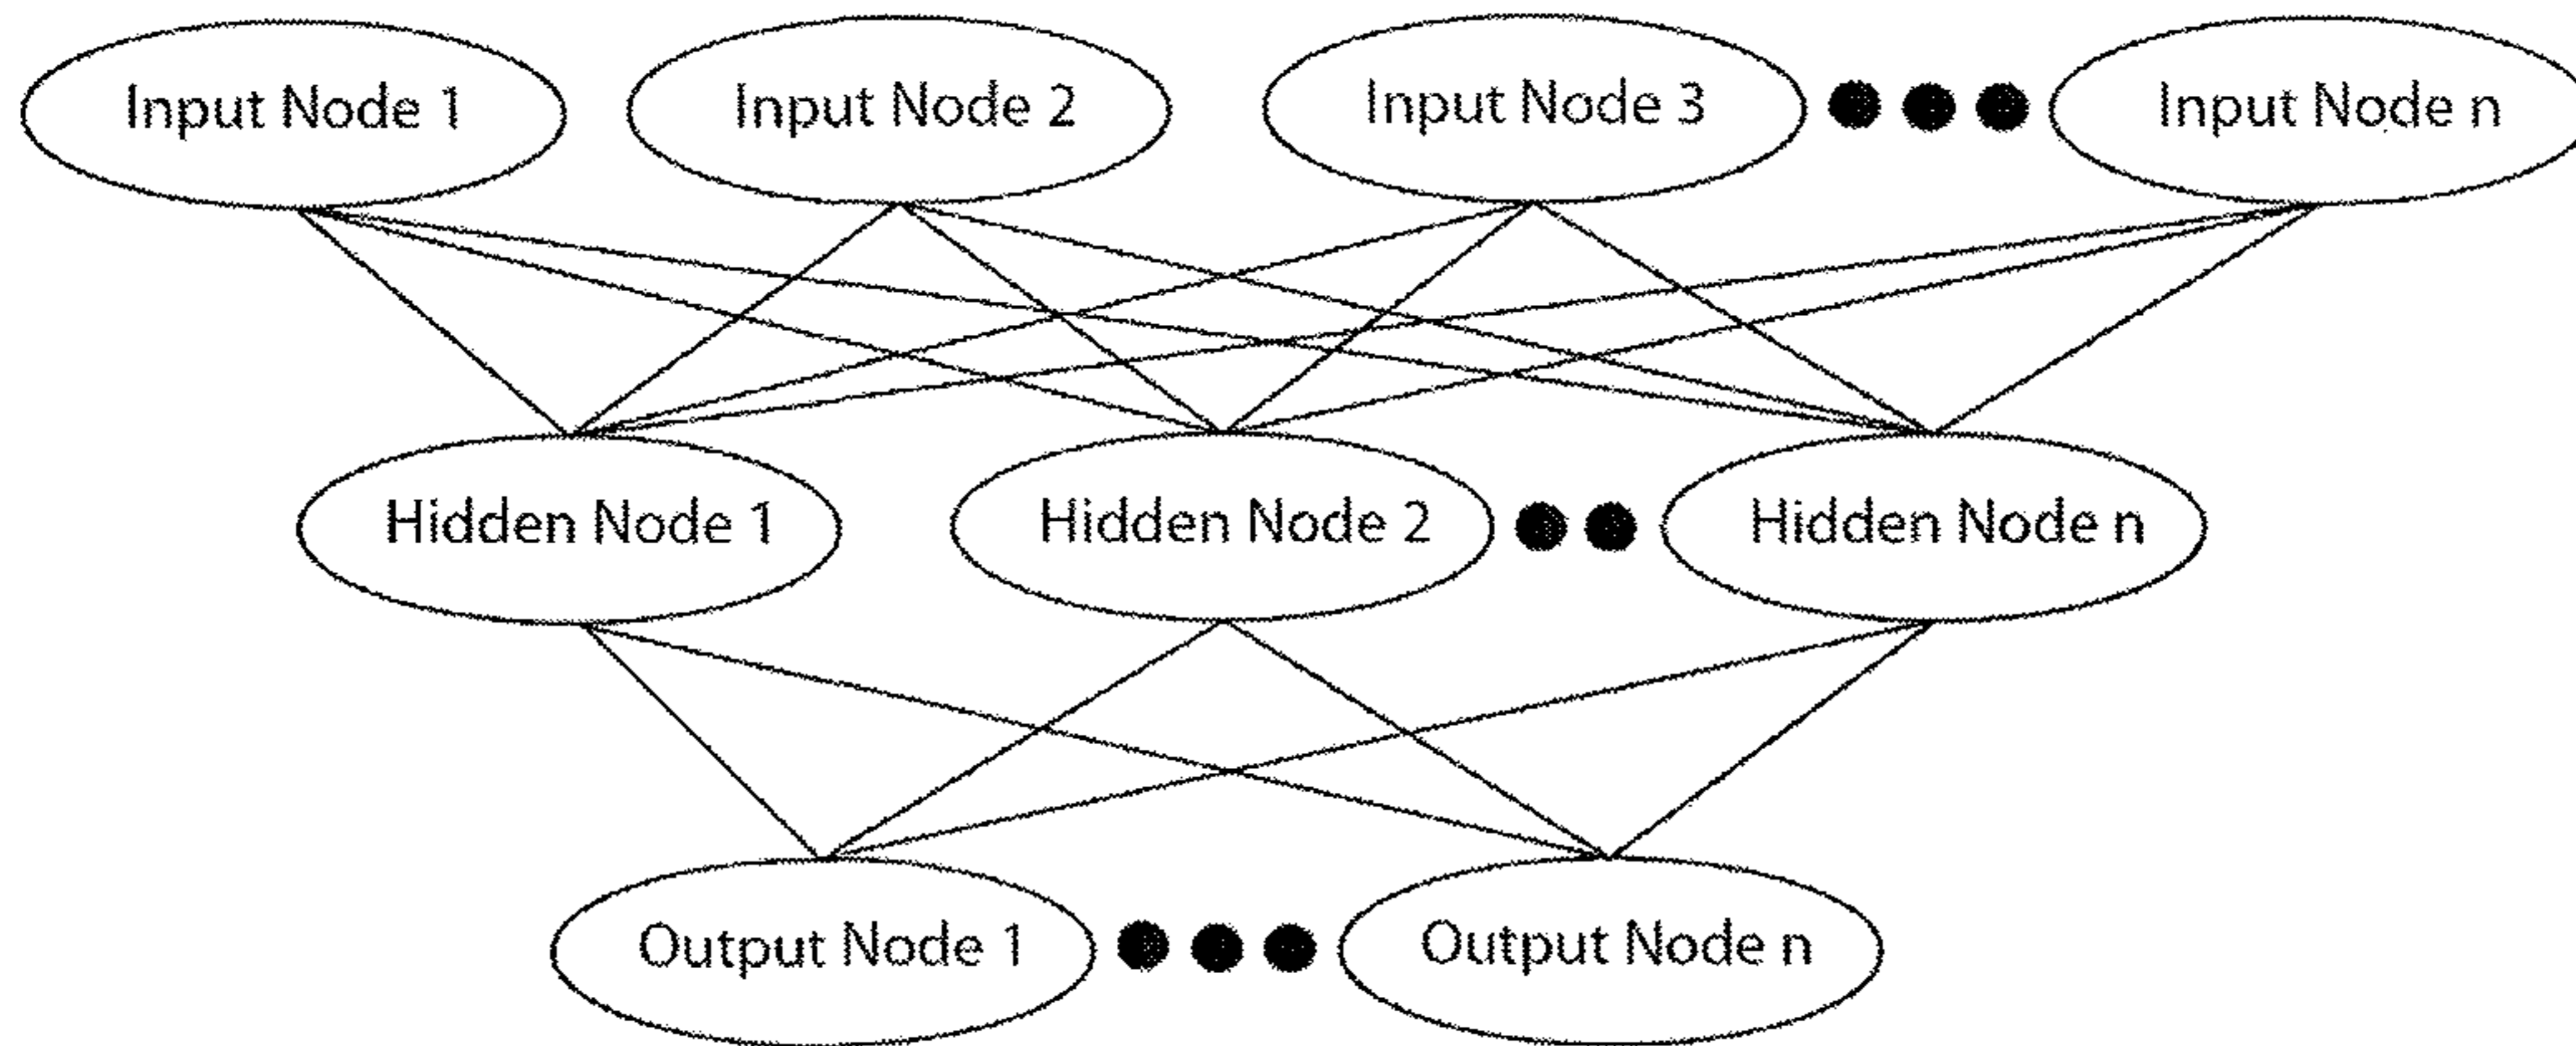 Input Node 1
Input Node 2
Input Node 3
Input Node n
Hidden Node 1
Hidden Node 2
Hidden Node n
Output Node 1
Output Node n